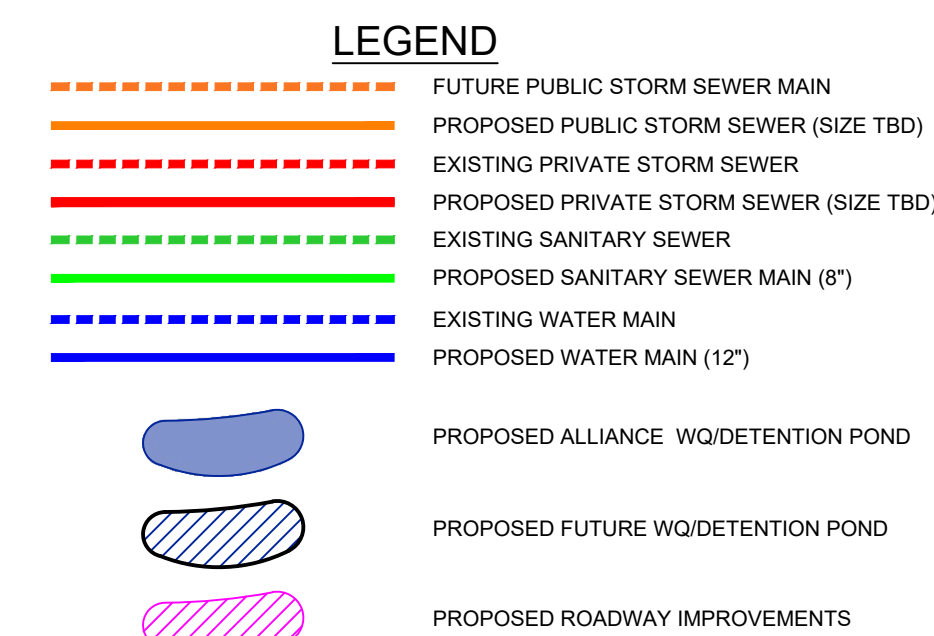 LEGEND
FUTURE PUBLIC STORM SEWER MAIN
PROPOSED PUBLIC STORM SEWER (SIZE TBD)
EXISTING PRIVATE STORM SEWER
PROPOSED PRIVATE STORM SEWER (SIZE TBD)
EXISTING SANITARY SEWER
PROPOSED SANITARY SEWER MAIN (8")
EXISTING WATER MAIN
PROPOSED WATER MAIN (12")
PROPOSED ALLIANCE WQ/DETENTION POND
PROPOSED FUTURE WQ/DETENTION POND
PROPOSED ROADWAY IMPROVEMENTS